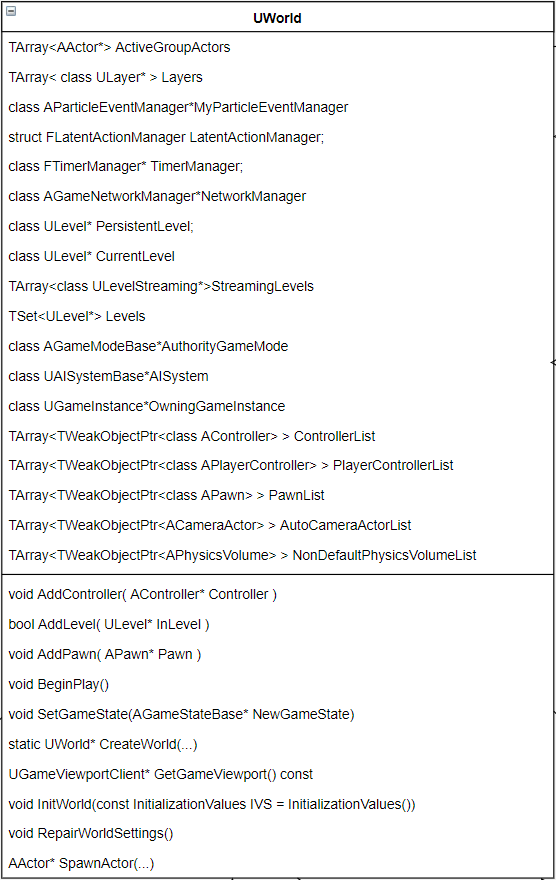 UWorld
TArray<AActor*> ActiveGroupActors
TArray< class ULayer* > Layers
class AParticleEventManager*MyParticleEventManager
struct FLatentActionManager LatentActionManager;
class FTimerManager* TimerManager;
class AGameNetworkManager*NetworkManager
class ULevel* PersistentLevel;
class ULevel* CurrentLevel
TArray<class ULevelStreaming*>StreamingLevels
TSet<ULevel*> Levels
class AGameModeBase*AuthorityGameMode
class UAISystemBase*AISystem
class UGameInstance*OwningGameInstance
TArray<TWeakObjectPtr<class AController> > ControllerList
TArray<TWeakObjectPtr<class APlayerController> > PlayerControllerList
TArray<TWeakObjectPtr<class APawn> > PawnList
TArray<TWeakObjectPtr<ACameraActor> > AutoCameraActorList
TArray<TWeakObjectPtr<APhysicsVolume> > NonDefaultPhysicsVolumeList
void AddController( AController* Controller )
bool AddLevel( ULevel* InLevel )
void AddPawn( APawn* Pawn )
void BeginPlay()
void SetGameState(AGameStateBase* NewGameState)
static UWorld* CreateWorld(...)
UGameViewportClient* GetGameViewport() const
void InitWorld(const InitializationValues IVS = InitializationValues())
void RepairWorldSettings()
AActor* SpawnActor(...)